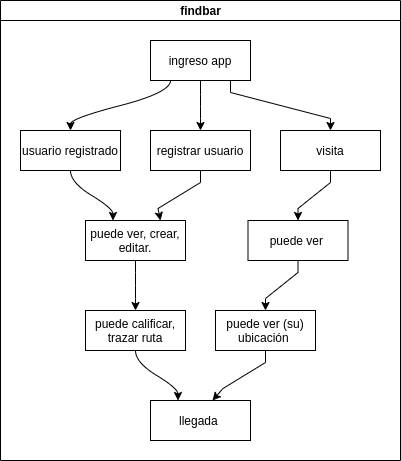 findbar
ingreso app
usuario registrado
registrar usuario
visita
puede ver, crear,
editar.
puede ver
puede calificar,
trazar ruta
puede ver (su)
ubicación
llegada